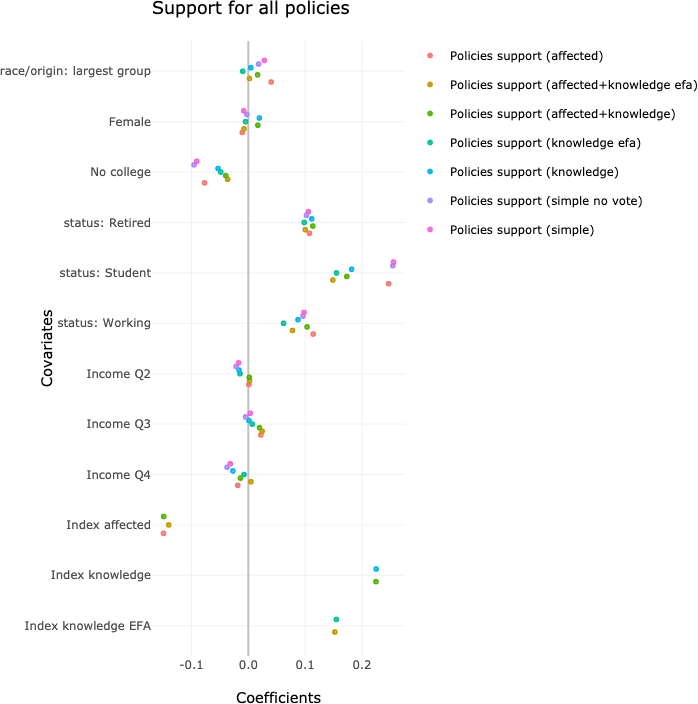 Support for all policies
race/origin: largest group
Female
No college
status: Retired
status: Student
status: Working
Income Q2
Income Q3
Income Q4
Index affected
Index knowledge
Index knowledge EFA
Covariates
-0.1 0.0 0.1 0.2
Coefficients
Policies support (affected)
Policies support (affected+knowledge efa)
Policies support (affected+knowledge)
Policies support (knowledge efa)
Policies support (knowledge)
Policies support (simple no vote)
Policies support (simple)